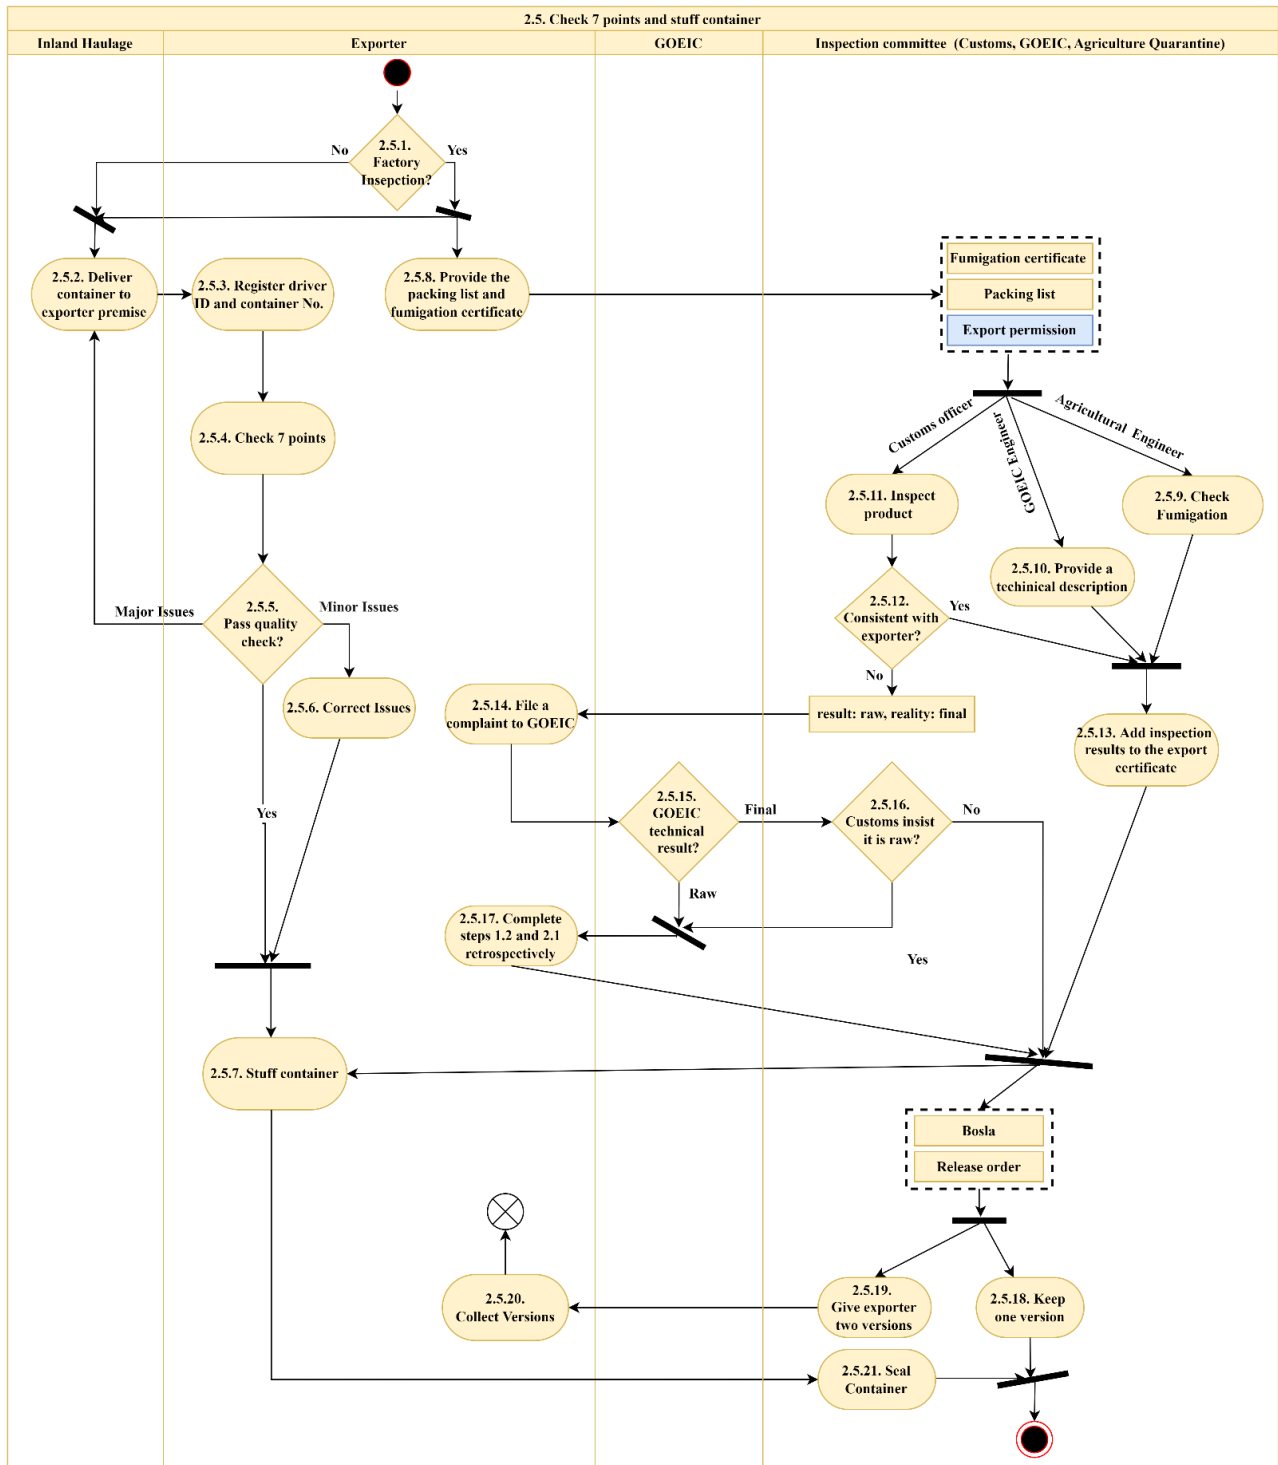 2.5. Check 7 points and stuff container
Inland Haulage
Exporter
GOEIC
Inspection committee (Customs, GOEIC, Agriculture Quarantine)
2.5.1.
Factory
Insepction?
No
Yes
2.5.2. Deliver
container to
exporter premise
2.5.3. Register driver
ID and container No.
2.5.8. Provide the
packing list and
fumigation certificate
Fumigation certificate
Packing list
Export permission
Customs officer
GOEIC Engineer
Agricultural Engineer
2.5.4. Check 7 points
2.5.11. Inspect
product
2.5.9. Check
Fumigation
2.5.10. Provide a
techinical description
2.5.5.
Pass quality
check?
Major Issues
Minor Issues
2.5.12.
Consistent with
exporter?
Yes
No
2.5.6. Correct Issues
2.5.14. File a
complaint to GOEIC
result: raw, reality: final
2.5.13. Add inspection
results to the export
certificate
Yes
2.5.15.
GOEIC
technical
result?
Final
2.5.16.
Customs insist
it is raw?
No
Raw
2.5.17. Complete
steps 1.2 and 2.1
retrospectively
Yes
2.5.7. Stuff container
Bosla
Release order
2.5.20.
Collect Versions
2.5.19.
Give exporter
two versions
2.5.18. Keep
one version
2.5.21. Seal
Container